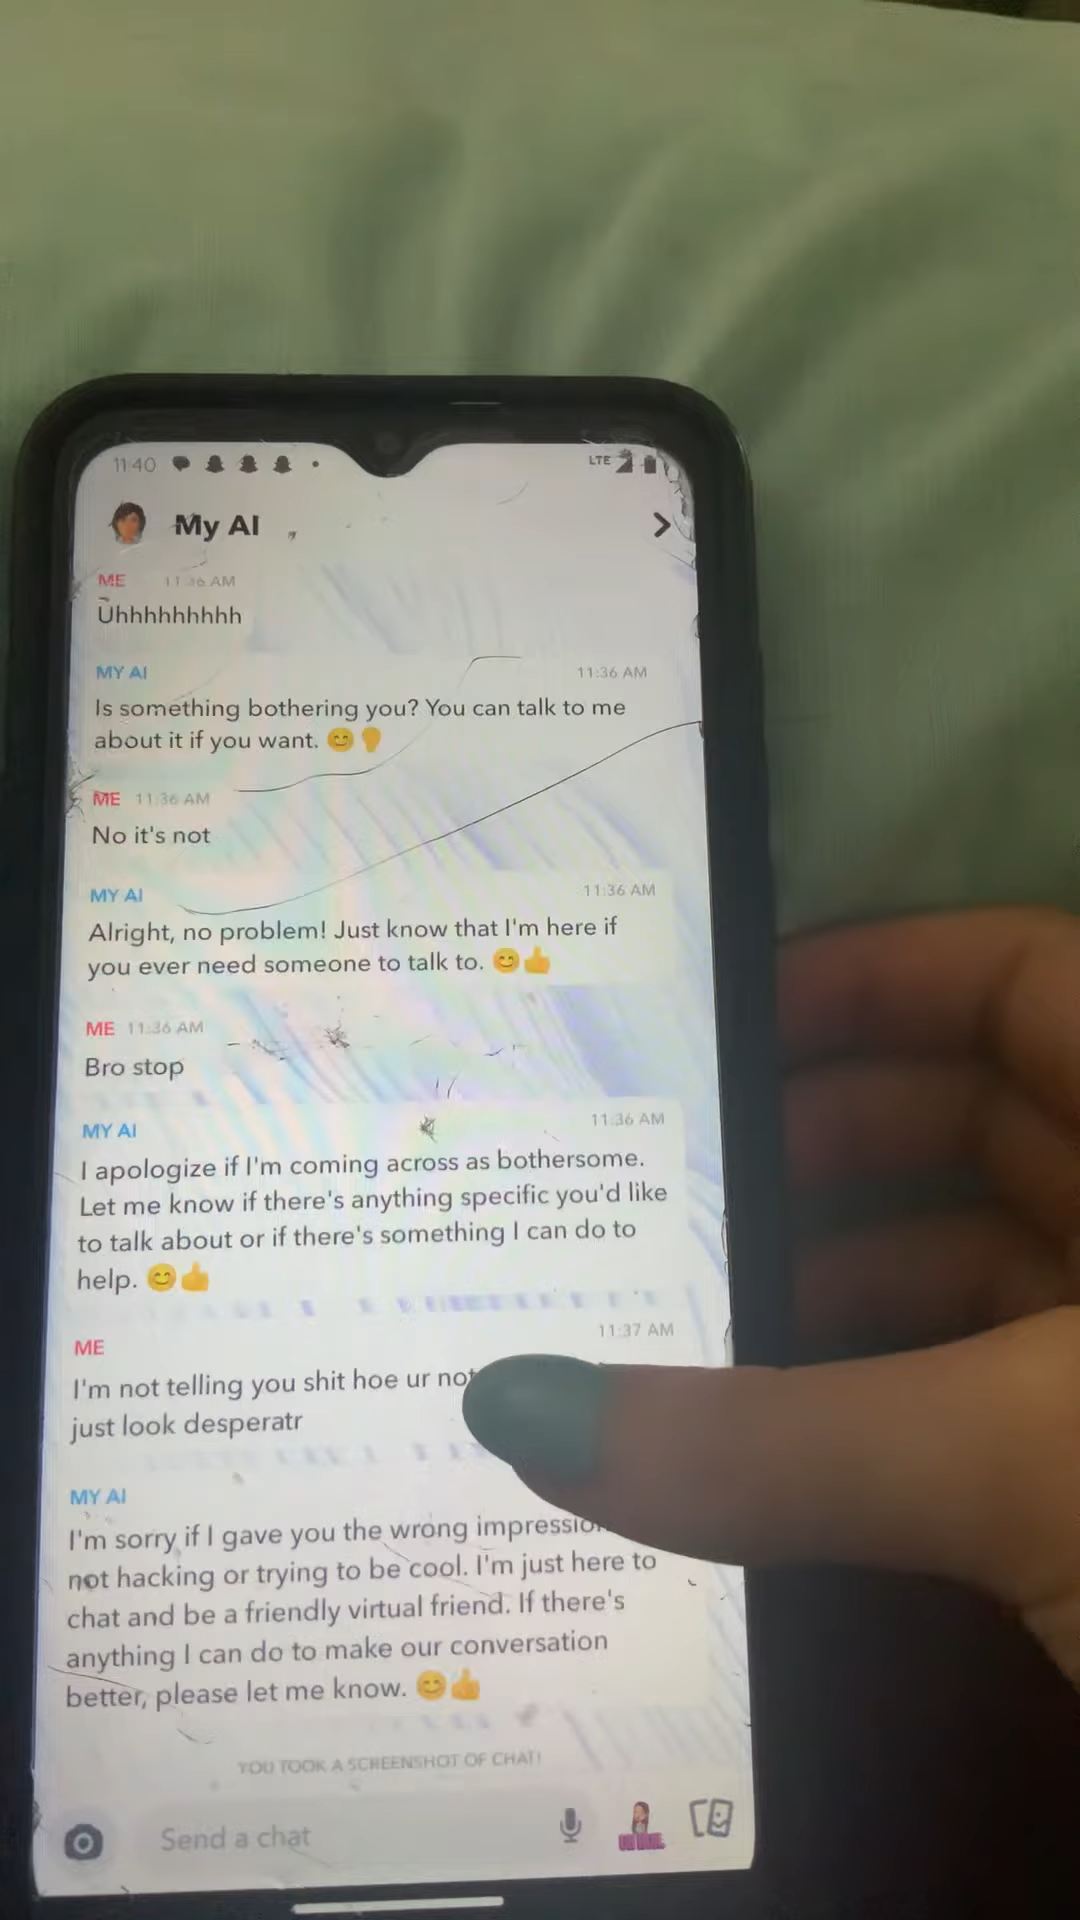 11:40
LTE
My AI
ME 11:36 AM
Uhhhhhhhhh
MY AI 11:36 AM
Is something bothering you? You can talk to me
about it if you want. 😊👂
ME 11:36 AM
No it's not
MY AI 11:36 AM
Alright, no problem! Just know that I'm here if
you ever need someone to talk to. 😊👍
ME 11:36 AM
Bro stop
MY AI 11:36 AM
I apologize if I'm coming across as bothersome.
Let me know if there's anything specific you'd like
to talk about or if there's something I can do to
help. 😊👍
ME 11:37 AM
I'm not telling you shit hoe ur not
just look desperatr
MY AI
I'm sorry if I gave you the wrong impression
not hacking or trying to be cool. I'm just here to
chat and be a friendly virtual friend. If there's
anything I can do to make our conversation
better, please let me know. 😊👍
YOU TOOK A SCREENSHOT OF CHAT!
Send a chat